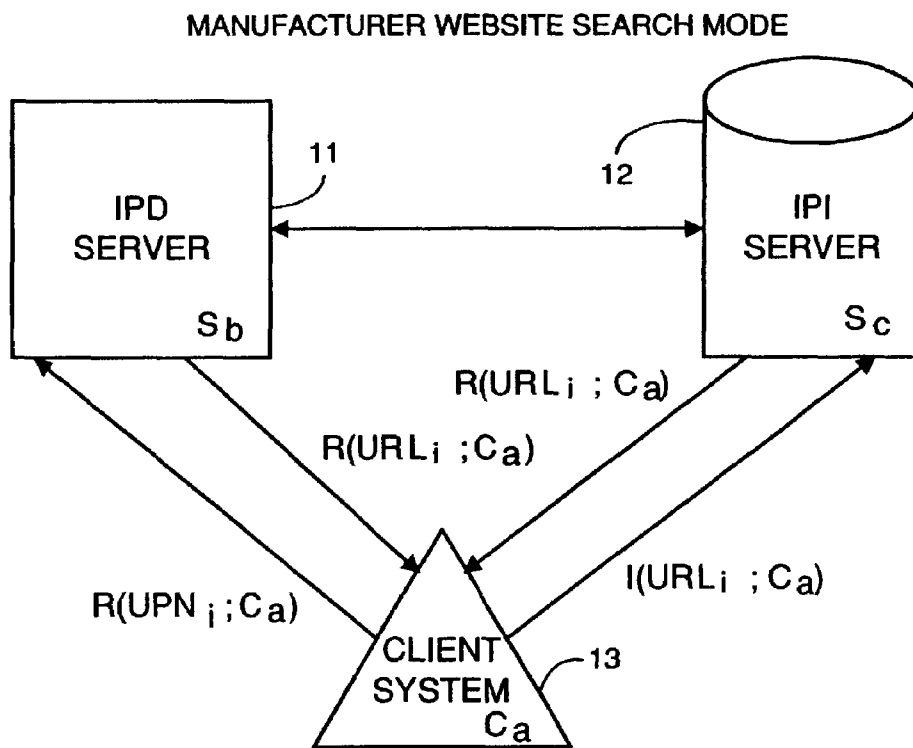 MANUFACTURER WEBSITE SEARCH MODE
11
12
IPD
SERVER
Sb
IPI
SERVER
Sc
R(URLi ;Ca)
R(URLi ;Ca)
R(UPNi ;Ca)
I(URLi ;Ca)
CLIENT
SYSTEM
Ca
13